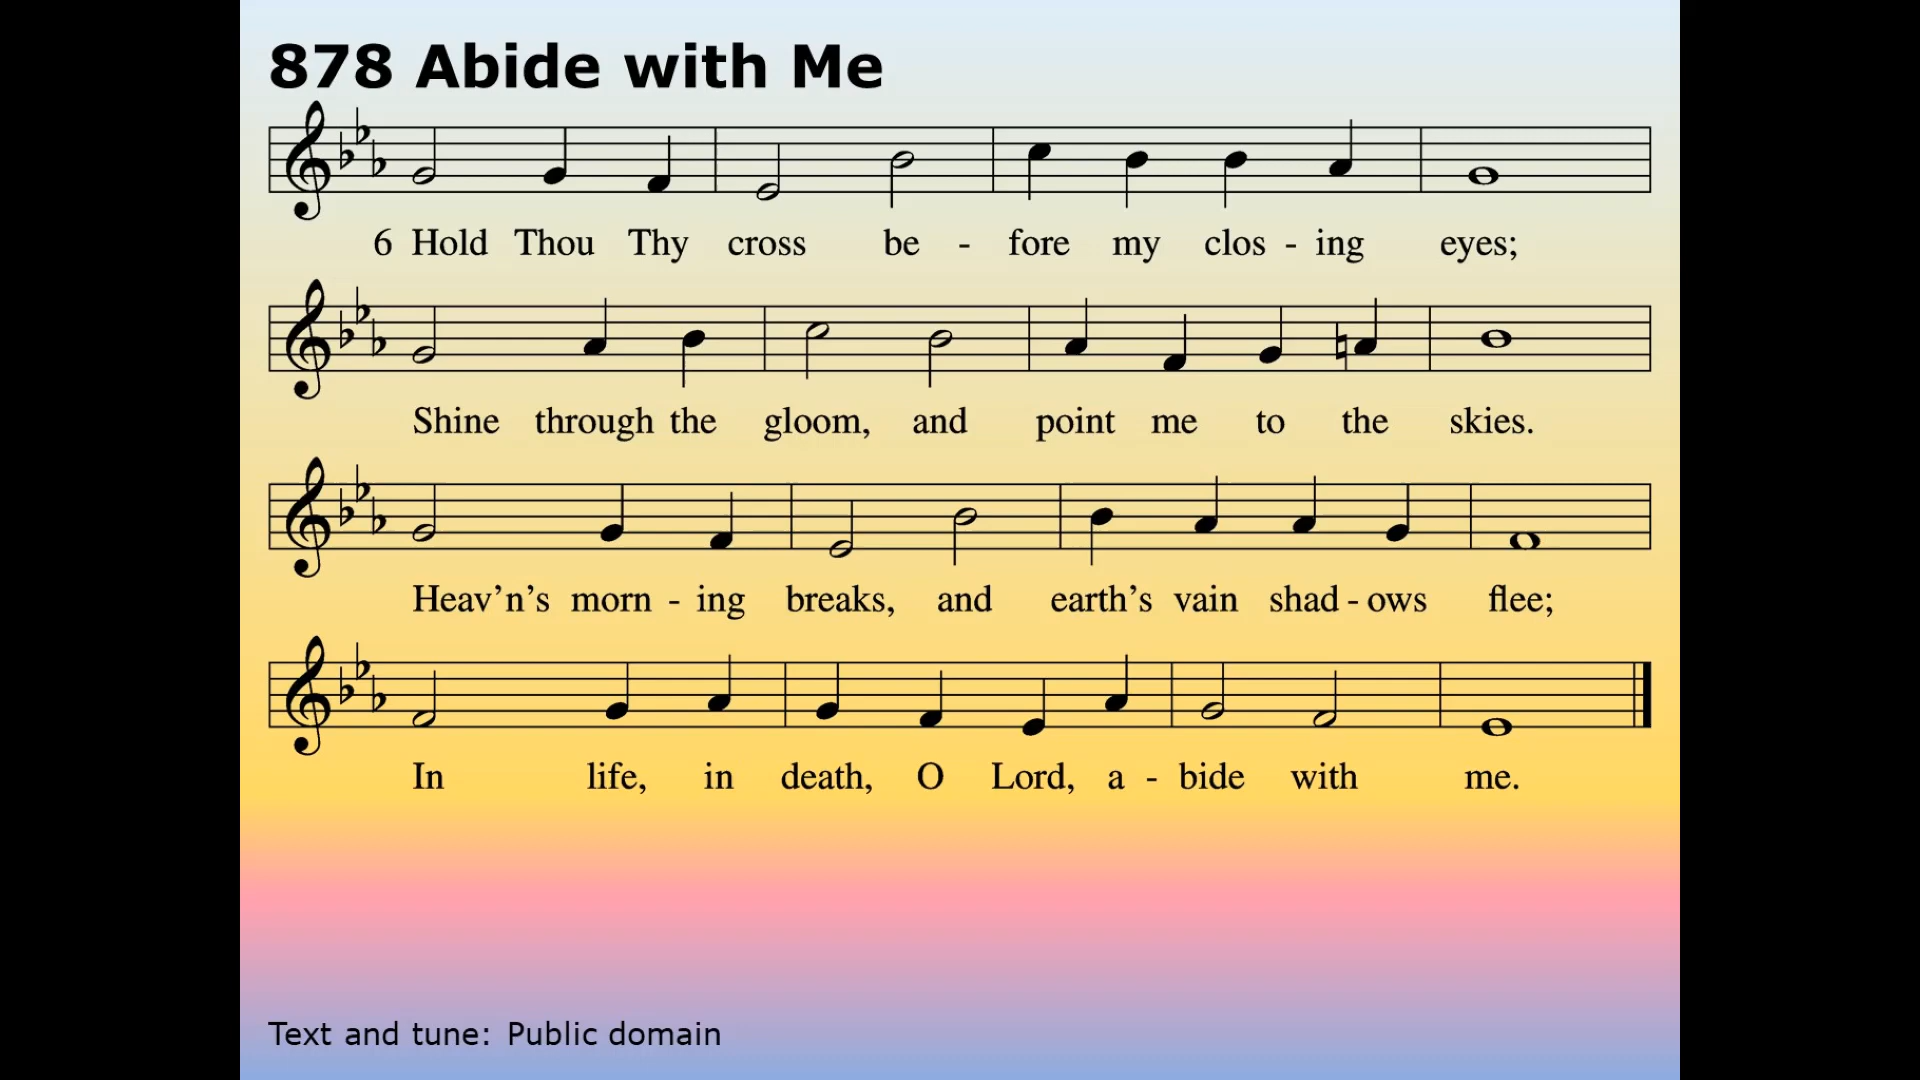 878 Abide with Me
6 Hold Thou Thy cross be - fore my clos - ing eyes;
Shine through the gloom, and point me to the skies.
Heav’n’s morn - ing breaks, and earth’s vain shad - ows flee;
In life, in death, O Lord, a - bide with me.
Text and tune: Public domain